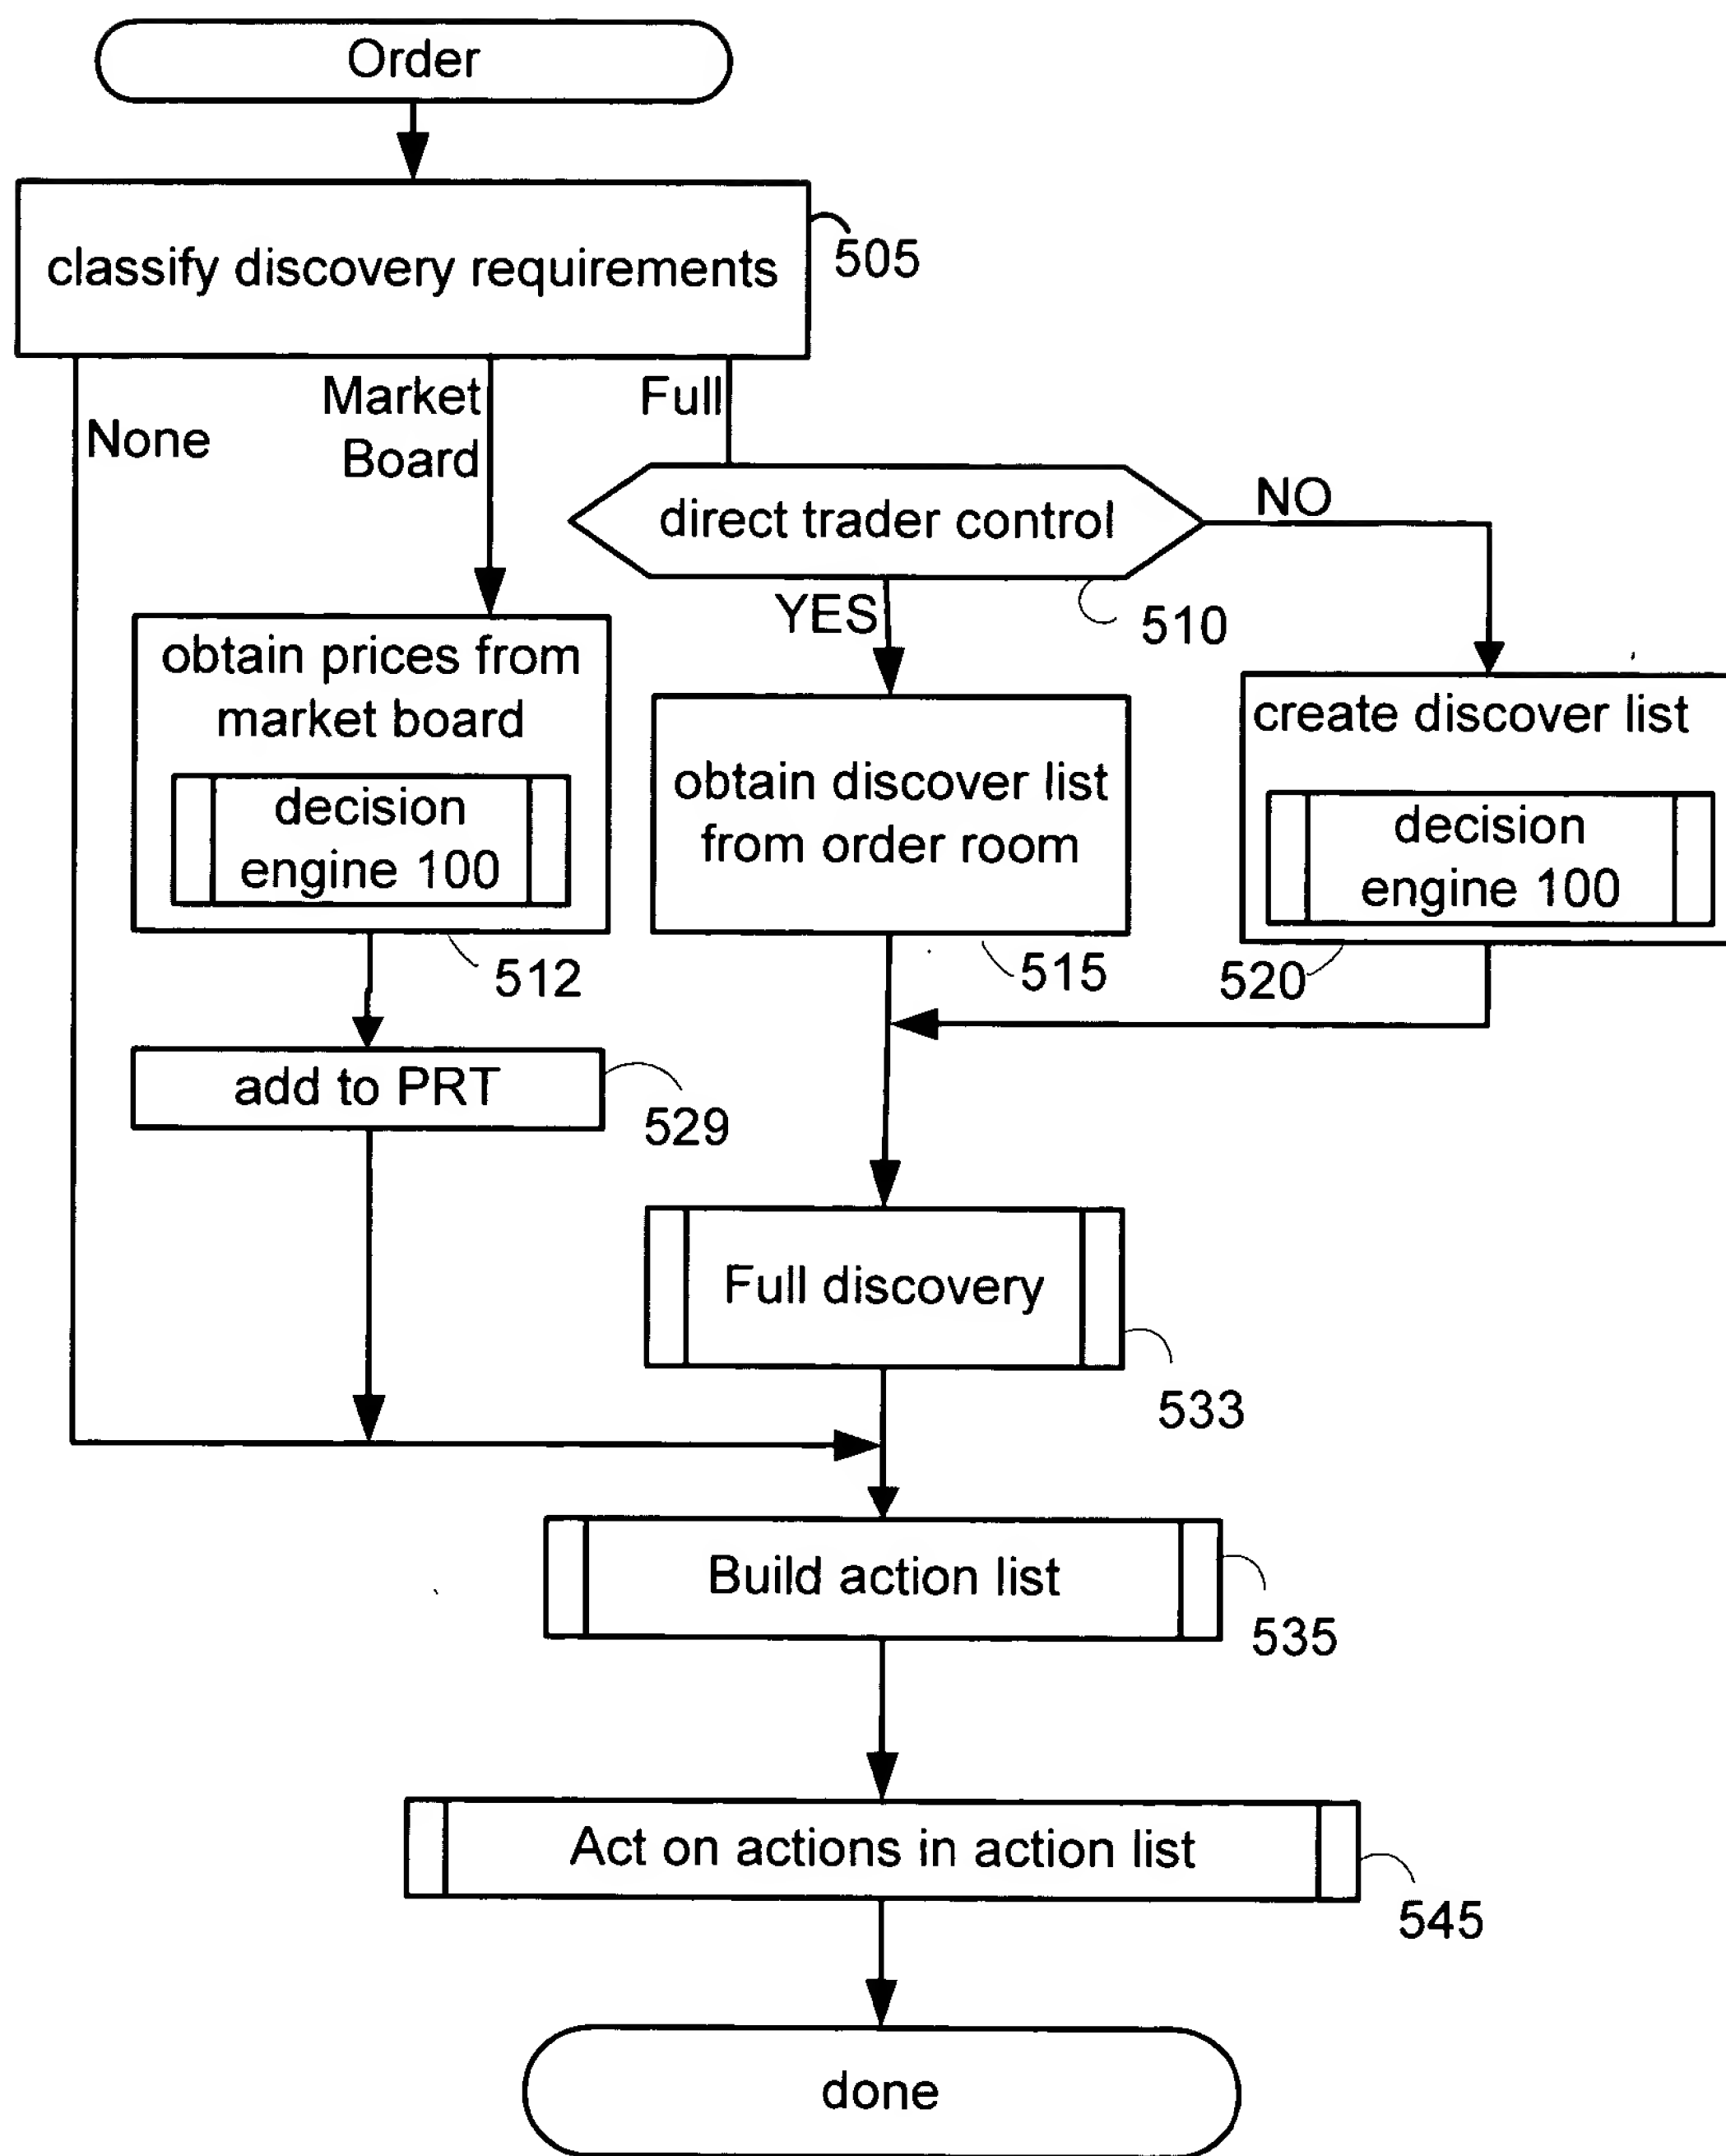 Order
classify discovery requirements
505
None
Market
Board
Full
direct trader control
NO
YES
510
obtain prices from
market board
decision
engine 100
512
obtain discover list
from order room
515
create discover list
decision
engine 100
520
add to PRT
529
Full discovery
533
Build action list
535
Act on actions in action list
545
done